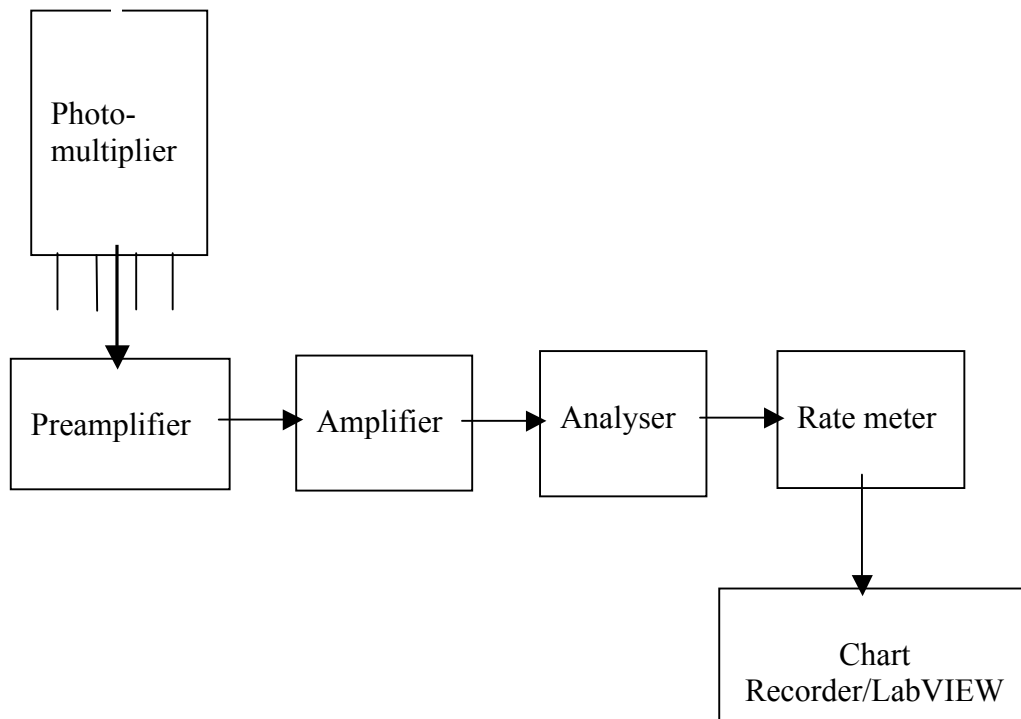 Photo-
multiplier
Preamplifier
Amplifier
Analyser
Rate meter
Chart
Recorder/LabVIEW